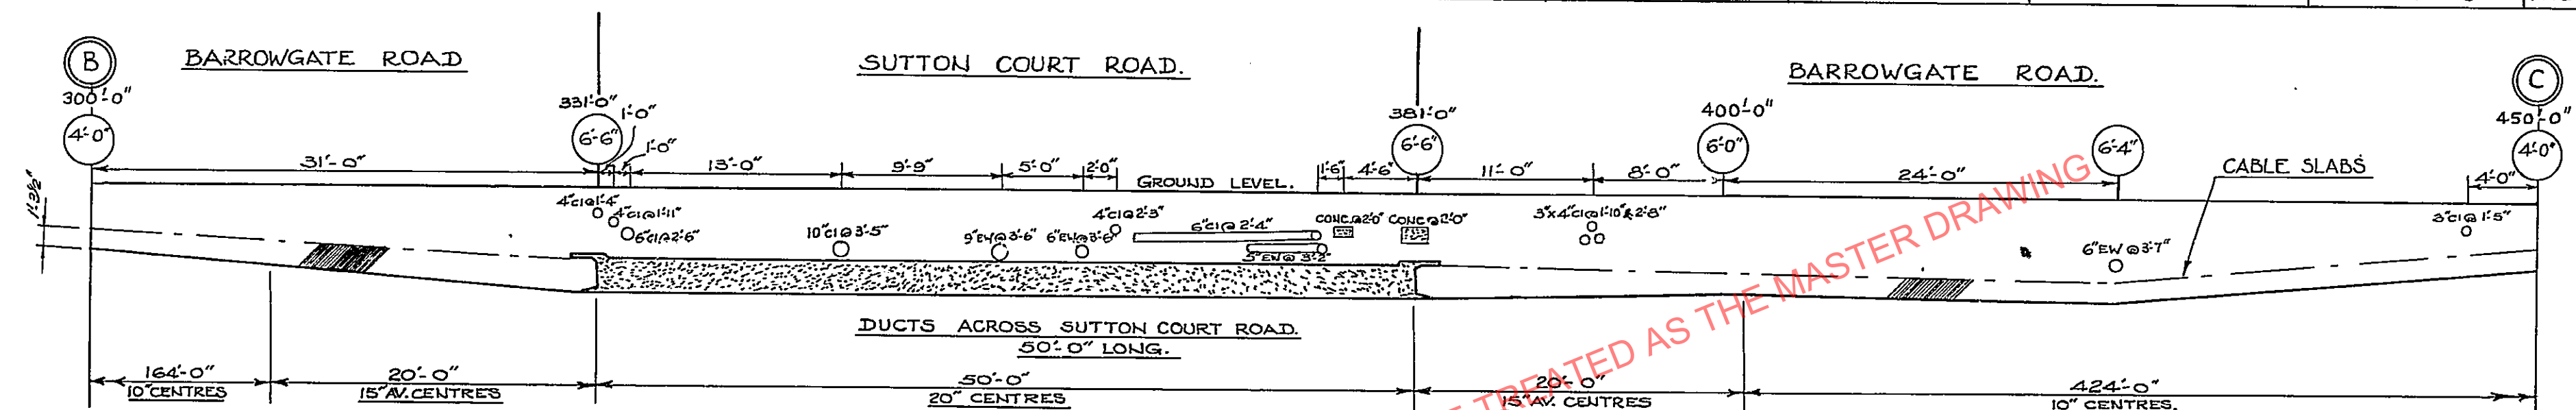 B
BARROWGATE ROAD
SUTTON COURT ROAD.
BARROWGATE ROAD.
C
300'-0"
331'-0"
381'-0"
400'-0"
450'-0"
4'-0"
6'-6"
1'-0"
1'-0"
6'-6"
6'-0"
6'-4"
4'-0"
31'-0"
13'-0"
9'-9"
5'-0"
2'-0"
GROUND LEVEL.
1'-6"
4'-6"
11'-0"
8'-0"
24'-0"
CABLE SLABS
4'-0"
1'-3½"
4"CI@1'-4"
4"CI@1'-11"
6"CI@2'-6"
10"CI@3'-5"
9"EW@3'-6"
6"EW@3'-6"
4"CI@2'-3"
6"CI@2'-4"
5"EW@3'-2"
CONC.@2'-0"
CONC@2'-0"
3"x4"CI@1'-10"&2'-8"
6"EW@3'-7"
3"CI@1'-5"
DUCTS ACROSS SUTTON COURT ROAD.
50'-0" LONG.
164'-0"
10" CENTRES
20'-0"
15" AV. CENTRES
50'-0"
20" CENTRES
20'-0"
15" AV. CENTRES
424'-0"
10" CENTRES.
TREATED AS THE MASTER DRAWING